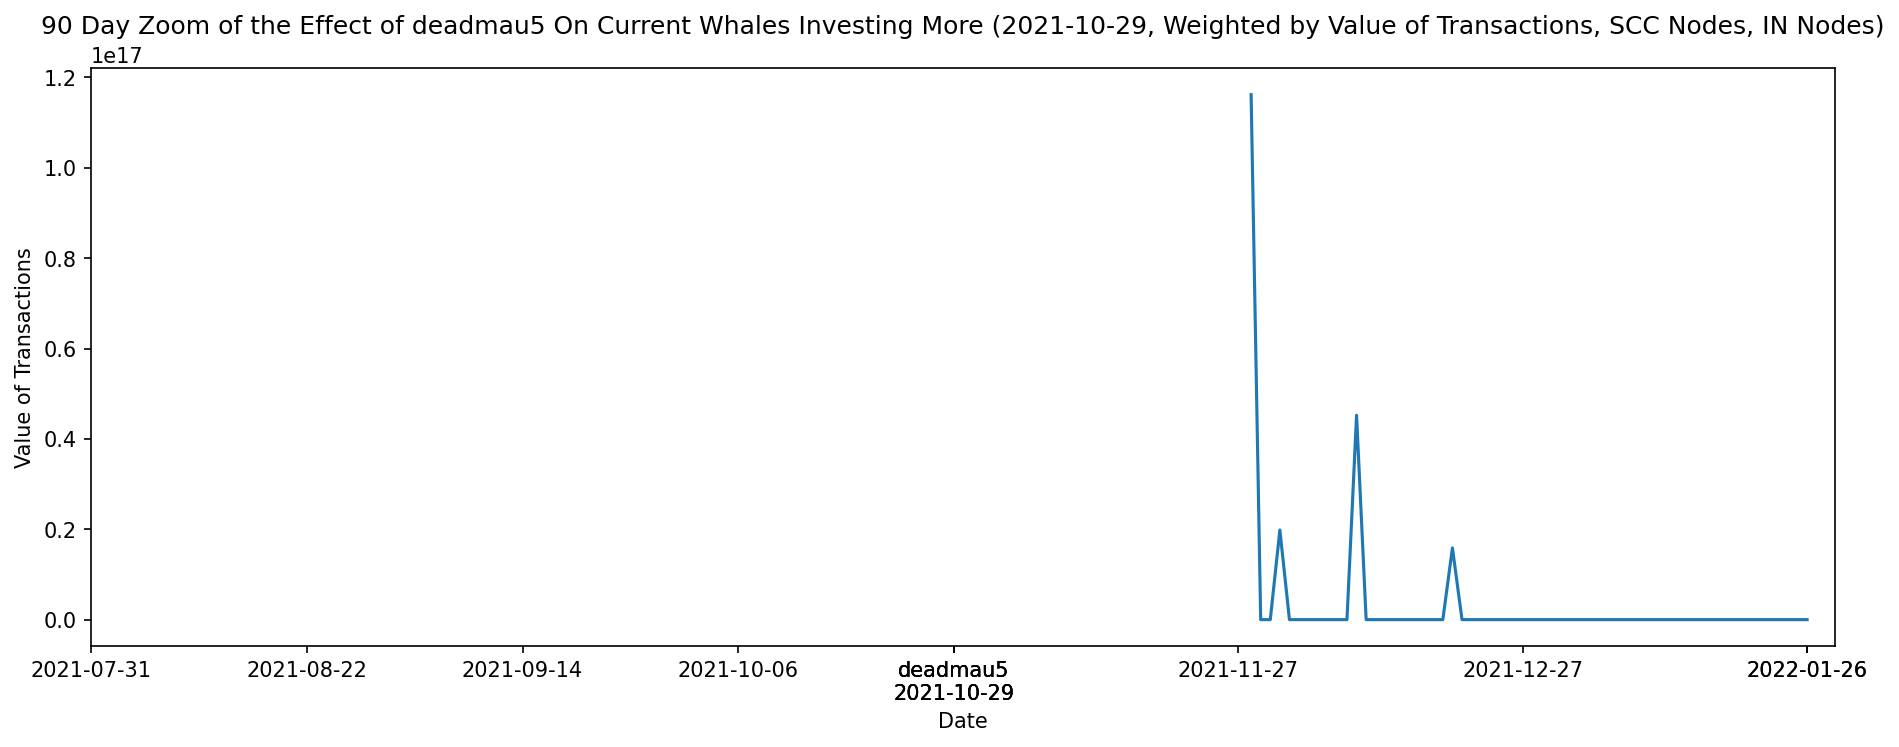 90 Day Zoom of the Effect of deadmau5 On Current Whales Investing More (2021-10-29, Weighted by Value of Transactions, SCC Nodes, IN Nodes)
1e17
1.2
1.0
0.8
0.6
0.4
0.2
0.0
Value of Transactions
2021-07-31 2021-08-22 2021-09-14 2021-10-06 deadmau5 2021-11-27 2021-12-27 2022-01-26
2021-10-29
Date